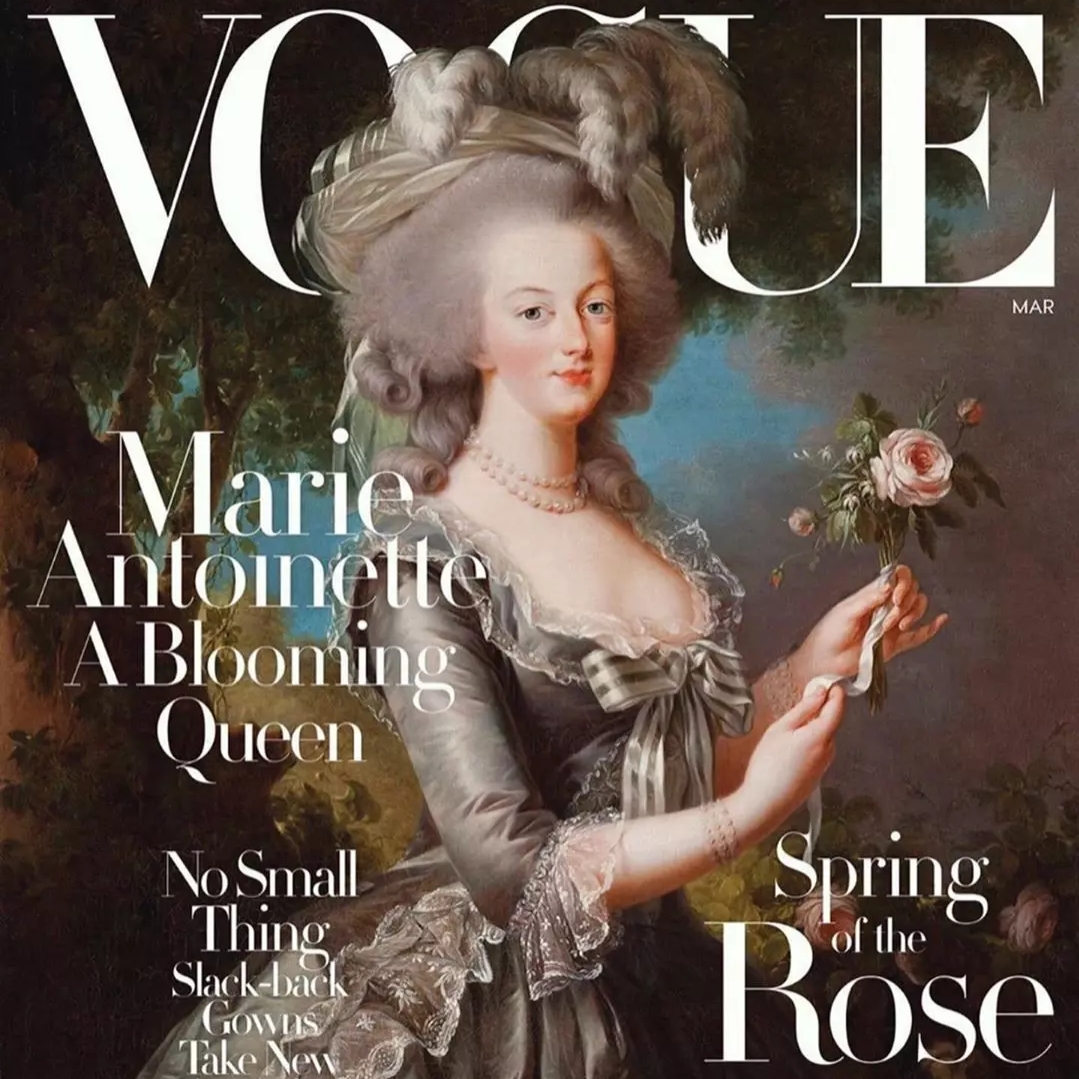 VOGUE
MAR
Marie
Antoinette
A Blooming
Queen
No Small
Thing
Slack-back
Gowns
Take New
Spring
of the
Rose